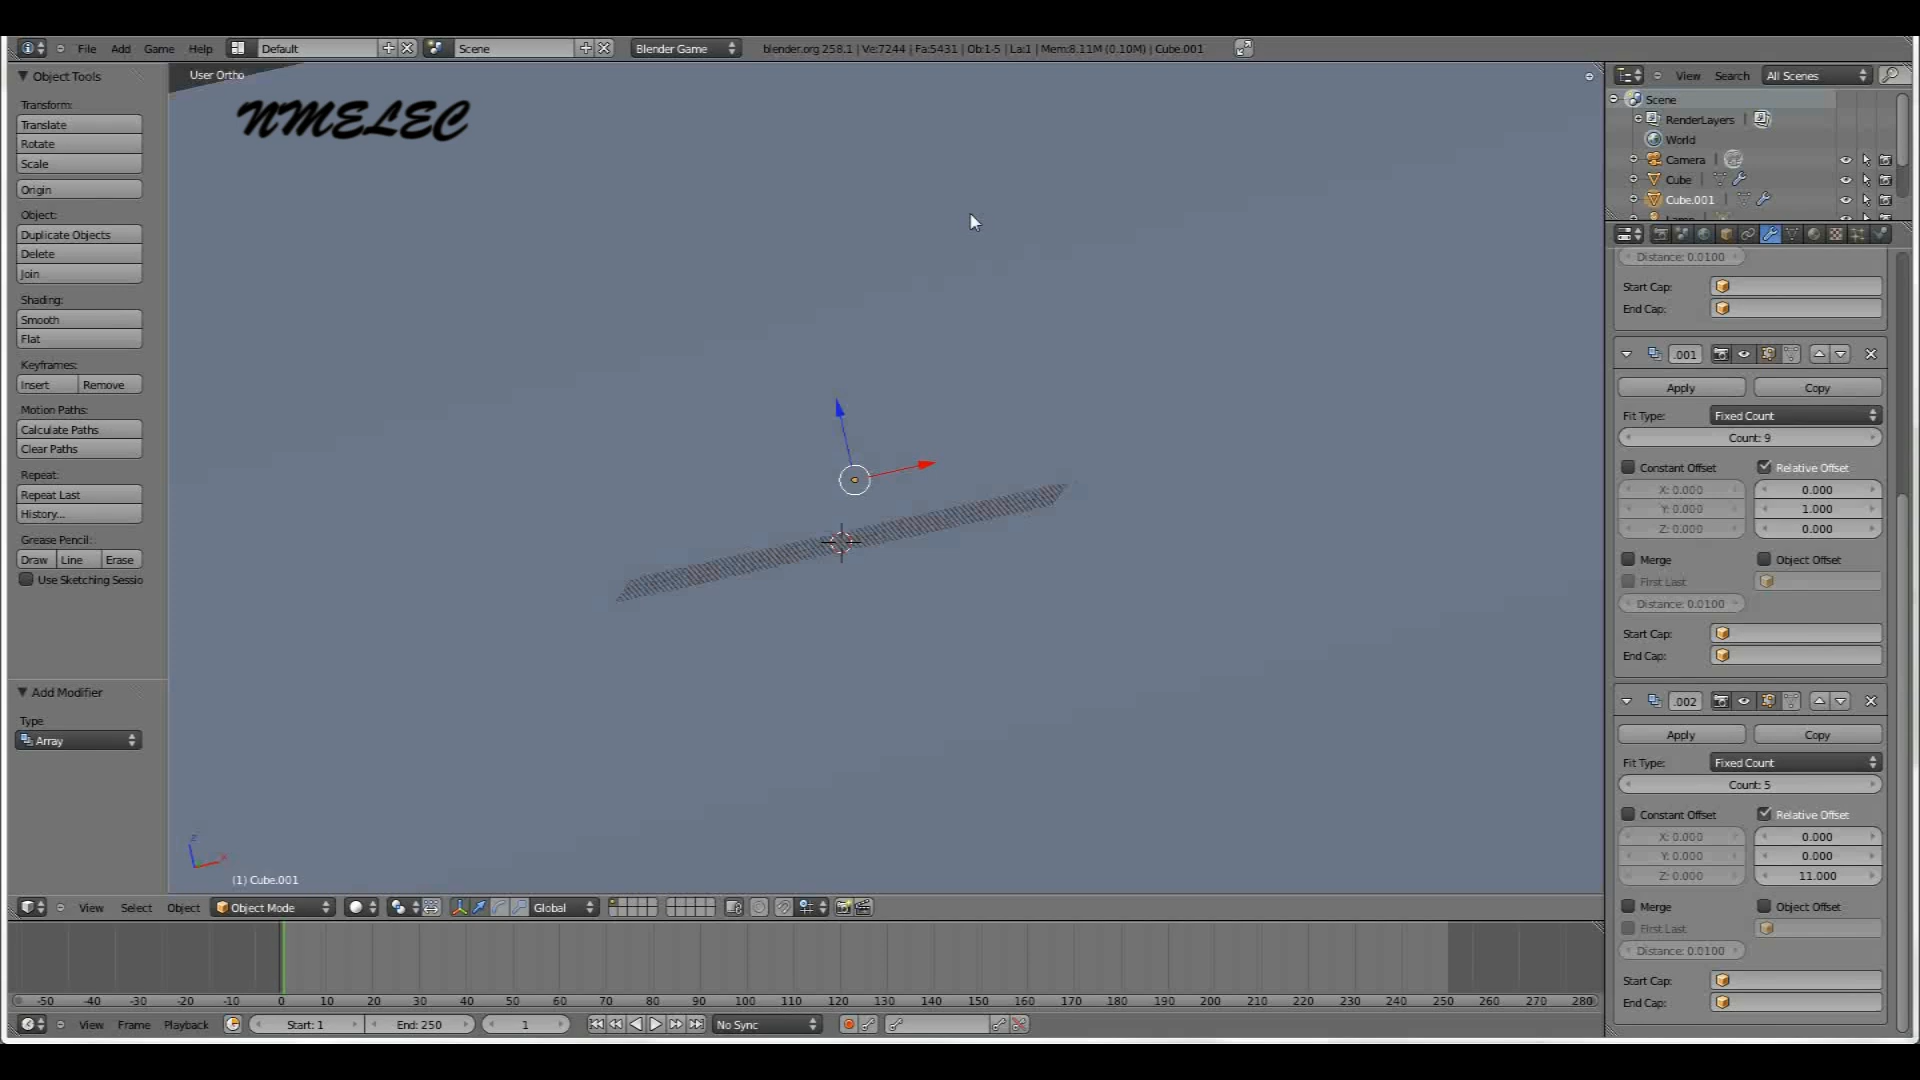 File Add Game Help Default Scene Blender Game blender.org 258.1 | Ve:7244 | Fa:5431 | Ob:1-5 | La:1 | Mem:8.11M (0.10M) | Cube.001
Object Tools
Transform:
Translate
Rotate
Scale
Origin
Object:
Duplicate Objects
Delete
Join
Shading:
Smooth
Flat
Keyframes:
Insert Remove
Motion Paths:
Calculate Paths
Clear Paths
Repeat:
Repeat Last
History...
Grease Pencil:
Draw Line Erase
Use Sketching Sessio
Add Modifier
Type
Array
User Ortho
NMELEC
Z
X
(1) Cube.001
View Select Object Object Mode Global
-50 -40 -30 -20 -10 0 10 20 30 40 50 60 70 80 90 100 110 120 130 140 150 160 170 180 190 200 210 220 230 240 250 260 270 280
View Frame Playback Start: 1 End: 250 1 No Sync
View Search All Scenes
Scene
RenderLayers
World
Camera
Cube
Cube.001
Lamp
Distance: 0.0100
Start Cap:
End Cap:
.001
Apply Copy
Fit Type: Fixed Count
Count: 9
Constant Offset Relative Offset
X: 0.000 0.000
Y: 0.000 1.000
Z: 0.000 0.000
Merge Object Offset
First Last
Distance: 0.0100
Start Cap:
End Cap:
.002
Apply Copy
Fit Type: Fixed Count
Count: 5
Constant Offset Relative Offset
X: 0.000 0.000
Y: 0.000 0.000
Z: 0.000 11.000
Merge Object Offset
First Last
Distance: 0.0100
Start Cap:
End Cap: